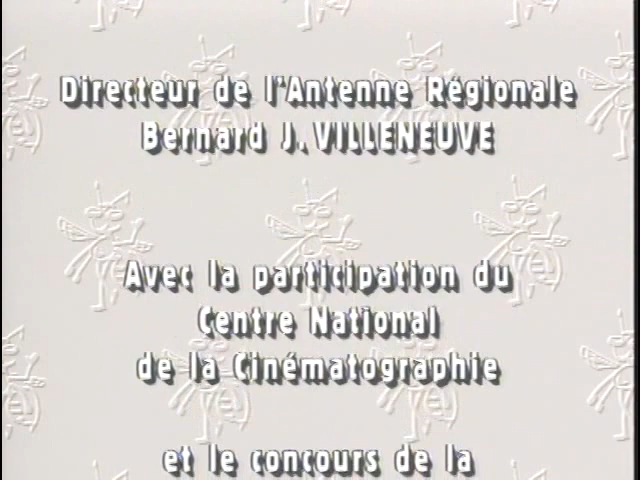 Directeur de l'Antenne Régionale
Bernard J. VILLENEUVE
Avec la participation du
Centre National
de la Cinématographie
et le concours de la